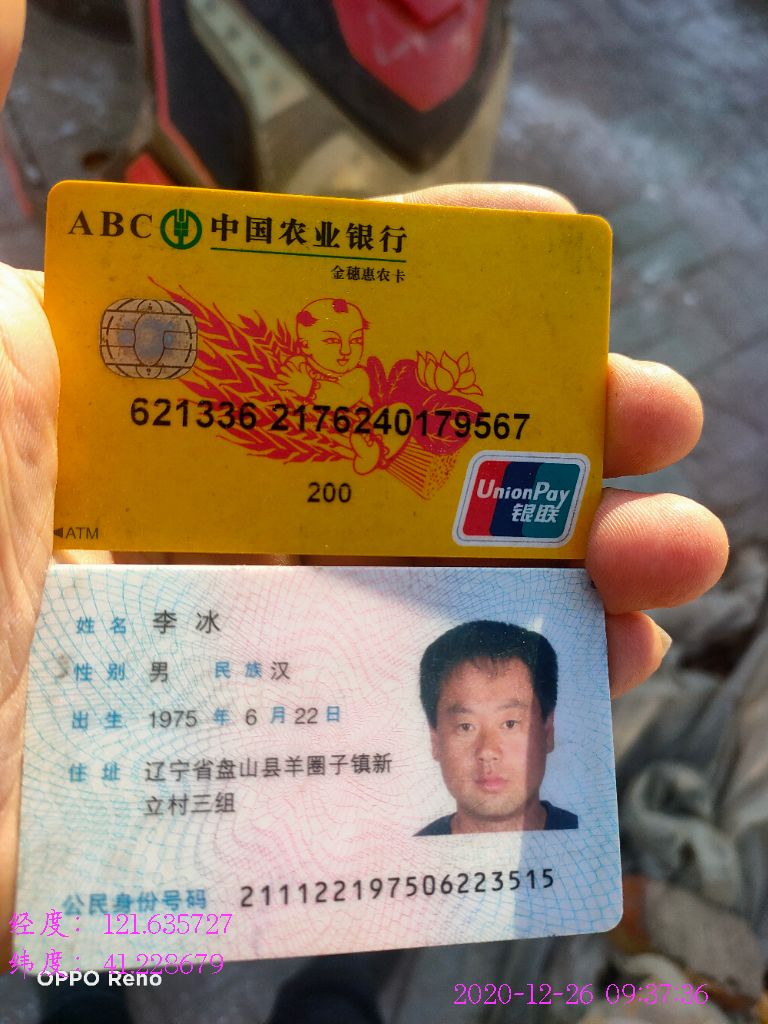 ABC 中国农业银行
金穗惠农卡
621336 2176240179567
200
UnionPay
银联
◀ATM
姓名 李冰
性别 男 民族 汉
出生 1975 年 6 月 22 日
住址 辽宁省盘山县羊圈子镇新
立村三组
公民身份号码 211122197506223515
经度: 121.635727
纬度: 41.228679
OPPO Reno
2020-12-26 09:37:36